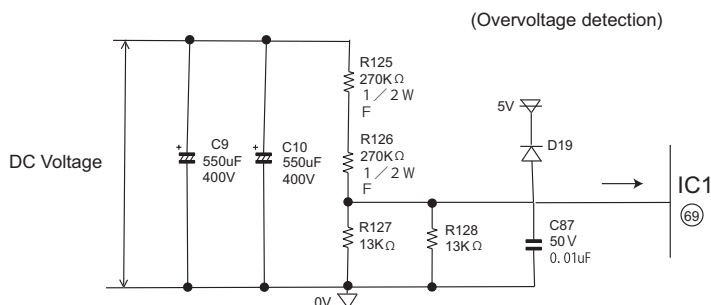 (Overvoltage detection)
DC Voltage
C9
550uF
400V
C10
550uF
400V
R125
270KΩ
1／2W
F
R126
270KΩ
1／2W
F
R127
13KΩ
R128
13KΩ
5V
D19
C87
50V
0.01uF
IC1
69
0V